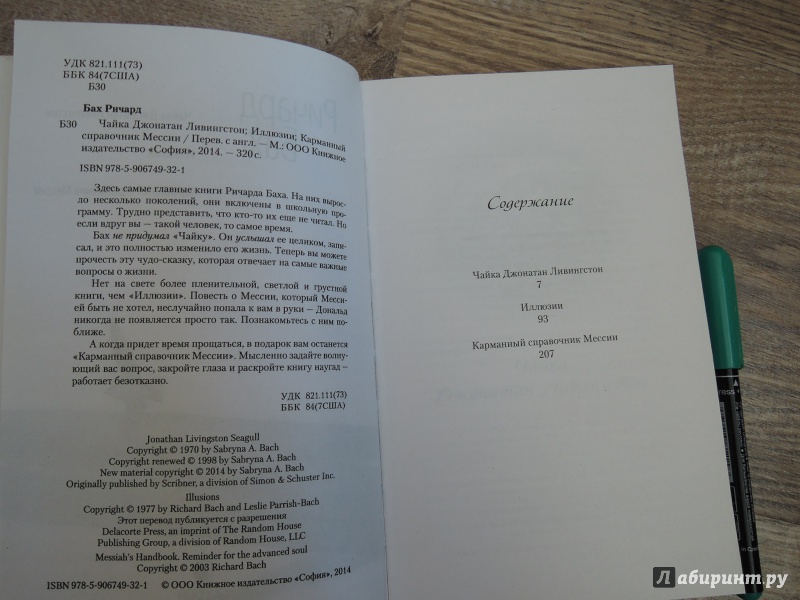 УДК 821.111(73)
ББК 84(7США)
Б30
Бах Ричард
Б30 Чайка Джонатан Ливингстон; Иллюзии; Карманный
справочник Мессии / Перев. с англ. — М.: ООО Книжное
издательство «София», 2014. — 320 с.
ISBN 978-5-906749-32-1
Здесь самые главные книги Ричарда Баха. На них вырос-
ло несколько поколений, они включены в школьную про-
грамму. Трудно представить, что кто-то их еще не читал. Но
если вдруг вы — такой человек, то самое время.
Бах не придумал «Чайку». Он услышал ее целиком, запи-
сал, и это полностью изменило его жизнь. Теперь вы можете
прочесть эту чудо-сказку, которая отвечает на самые важные
вопросы о жизни.
Нет на свете более пленительной, светлой и грустной
книги, чем «Иллюзии». Повесть о Мессии, который Месси-
ей быть не хотел, неслучайно попала к вам в руки — Дональд
никогда не появляется просто так. Познакомьтесь с ним по-
ближе.
А когда придет время прощаться, в подарок вам останется
«Карманный справочник Мессии». Мысленно задайте волну-
ющий вас вопрос, закройте глаза и раскройте книгу наугад —
работает безотказно.
УДК 821.111(73)
ББК 84(7США)
Jonathan Livingston Seagull
Copyright © 1970 by Sabryna A. Bach
Copyright renewed © 1998 by Sabryna A. Bach
New material copyright © 2014 by Sabryna A. Bach
Originally published by Scribner, a division of Simon & Schuster Inc.
Illusions
Copyright © 1977 by Richard Bach and Leslie Parrish-Bach
Этот перевод публикуется с разрешения
Delacorte Press, an imprint of The Random House
Publishing Group, a division of Random House, LLC
Messiah's Handbook. Reminder for the advanced soul
Copyright © 2003 Richard Bach
ISBN 978-5-906749-32-1 © ООО Книжное издательство «София», 2014
Содержание
Чайка Джонатан Ливингстон
7
Иллюзии
93
Карманный справочник Мессии
207
Лабиринт.ру